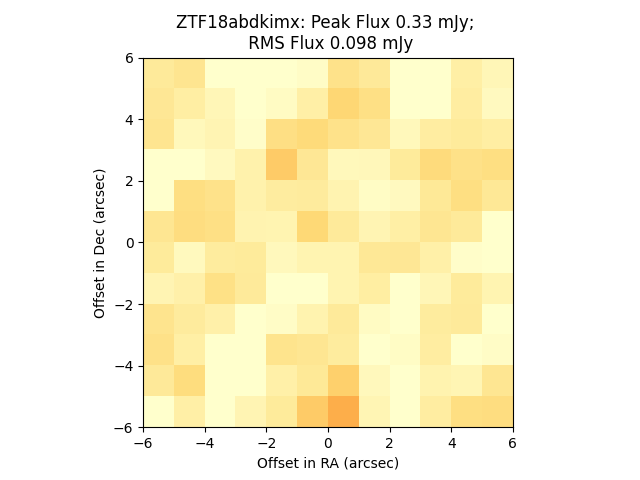 ZTF18abdkimx: Peak Flux 0.33 mJy;
RMS Flux 0.098 mJy
6
4
2
0
−2
−4
−6
Offset in Dec (arcsec)
−6 −4 −2 0 2 4 6
Offset in RA (arcsec)